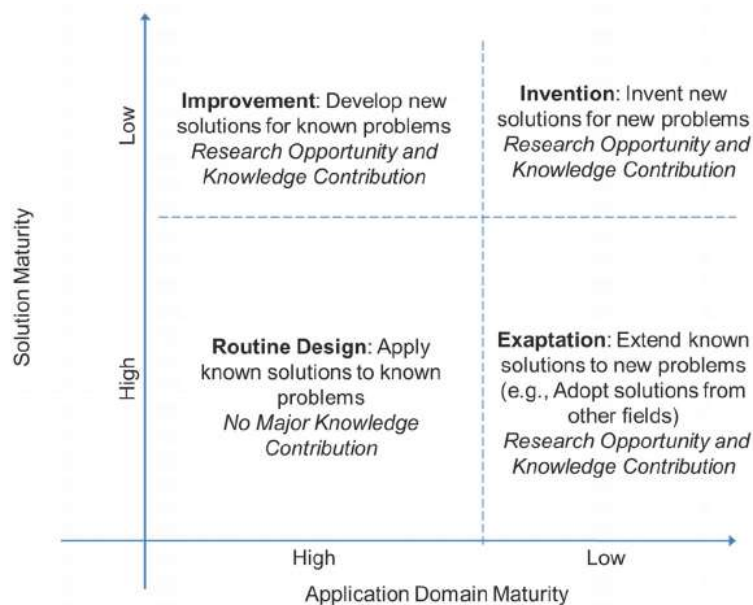 Improvement: Develop new
solutions for known problems
Research Opportunity and
Knowledge Contribution
Invention: Invent new
solutions for new problems
Research Opportunity and
Knowledge Contribution
Low
Solution Maturity
High
Routine Design: Apply
known solutions to known
problems
No Major Knowledge
Contribution
Exaptation: Extend known
solutions to new problems
(e.g., Adopt solutions from
other fields)
Research Opportunity and
Knowledge Contribution
High
Low
Application Domain Maturity